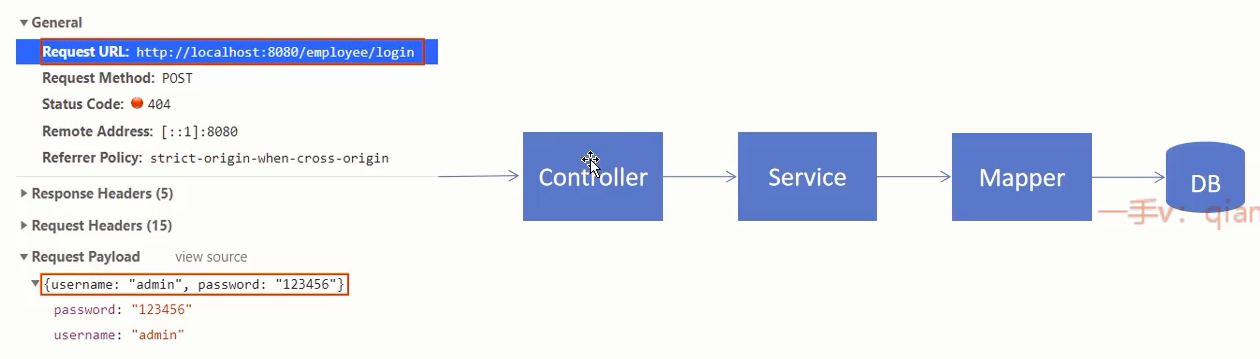 General
Request URL: http://localhost:8080/employee/login
Request Method: POST
Status Code: 404
Remote Address: [::1]:8080
Referrer Policy: strict-origin-when-cross-origin
Response Headers (5)
Request Headers (15)
Request Payload view source
{username: "admin", password: "123456"}
password: "123456"
username: "admin"
Controller
Service
Mapper
DB
一手v：qian